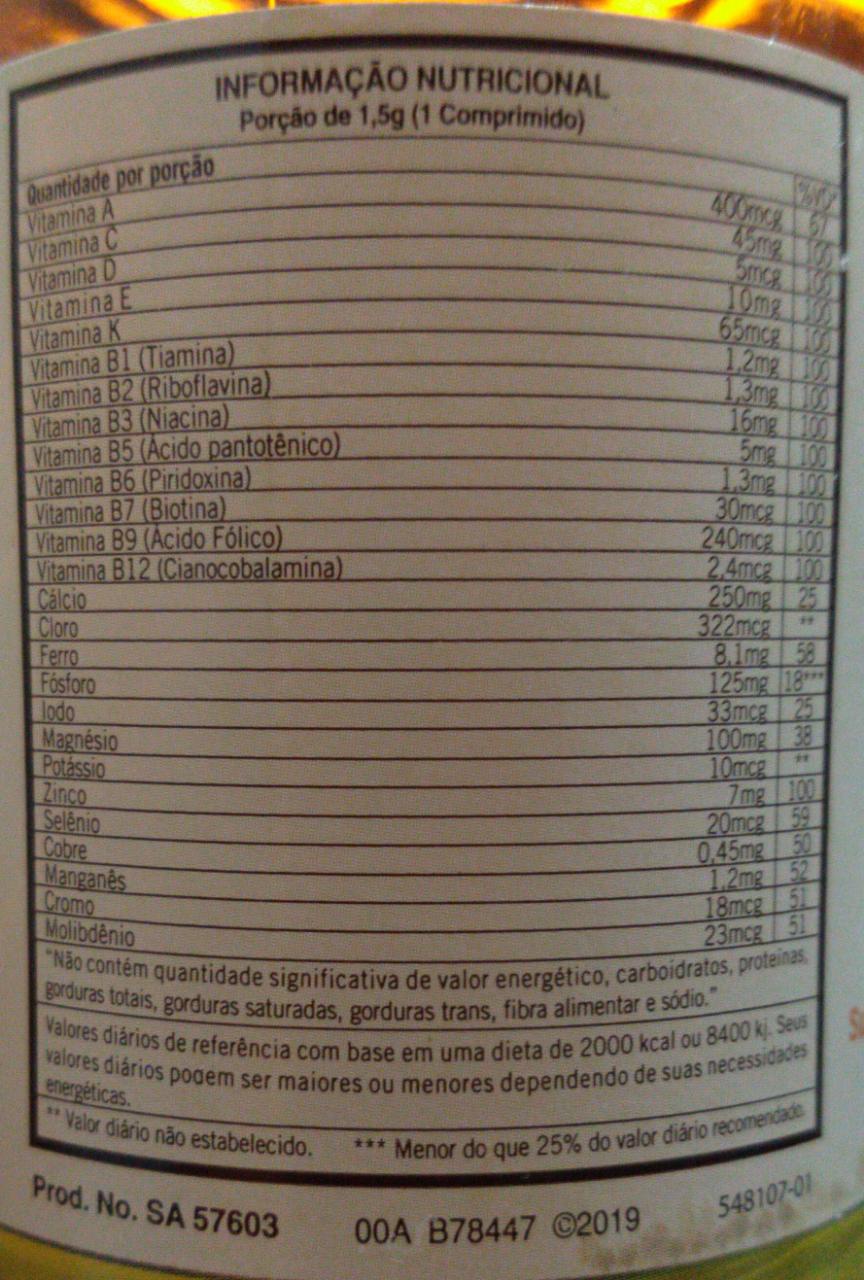 INFORMAÇÃO NUTRICIONAL
Porção de 1,5g (1 Comprimido)
Quantidade por porção %VD*
Vitamina A 400mcg 67
Vitamina C 45mg 100
Vitamina D 5mcg 100
Vitamina E 10mg 100
Vitamina K 65mcg 100
Vitamina B1 (Tiamina) 1,2mg 100
Vitamina B2 (Riboflavina) 1,3mg 100
Vitamina B3 (Niacina) 16mg 100
Vitamina B5 (Ácido pantotênico) 5mg 100
Vitamina B6 (Piridoxina) 1,3mg 100
Vitamina B7 (Biotina) 30mcg 100
Vitamina B9 (Ácido Fólico) 240mcg 100
Vitamina B12 (Cianocobalamina) 2,4mcg 100
Cálcio 250mg 25
Cloro 322mcg **
Ferro 8,1mg 58
Fósforo 125mg 18***
Iodo 33mcg 25
Magnésio 100mg 38
Potássio 10mcg **
Zinco 7mg 100
Selênio 20mcg 59
Cobre 0,45mg 50
Manganês 1,2mg 52
Cromo 18mcg 51
Molibdênio 23mcg 51
"Não contém quantidade significativa de valor energético, carboidratos, proteínas,
gorduras totais, gorduras saturadas, gorduras trans, fibra alimentar e sódio."
Valores diários de referência com base em uma dieta de 2000 kcal ou 8400 kj. Seus
valores diários podem ser maiores ou menores dependendo de suas necessidades
energéticas.
** Valor diário não estabelecido. *** Menor do que 25% do valor diário recomendado.
Prod. No. SA 57603 00A B78447 ©2019 548107-01